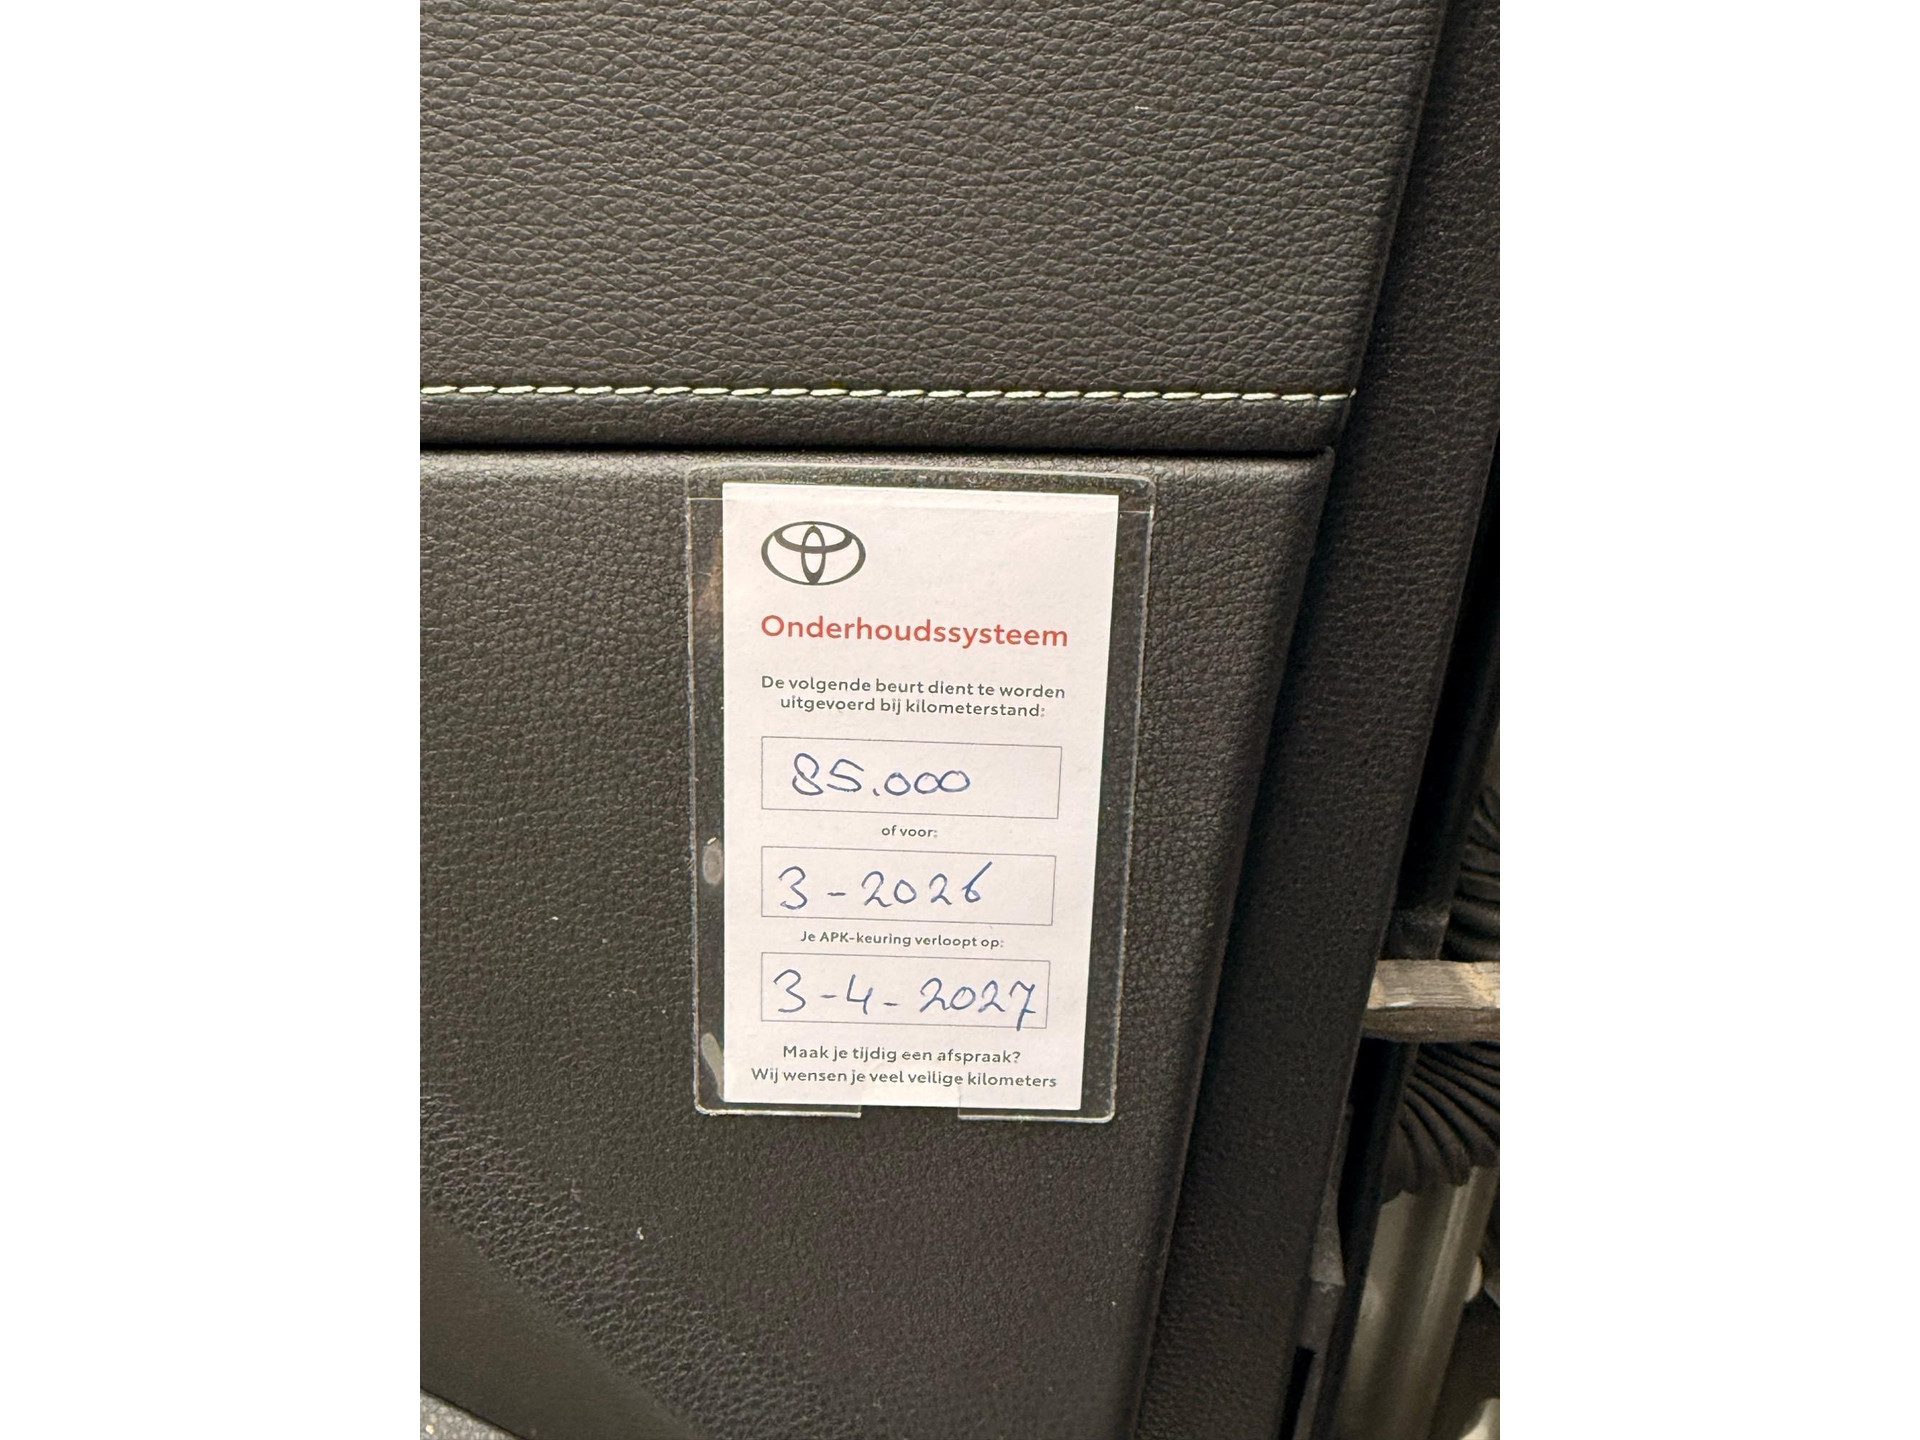 Onderhoudssysteem
De volgende beurt dient te worden
uitgevoerd bij kilometerstand:
85.000
of voor:
3-2026
Je APK-keuring verloopt op:
3-4-2027
Maak je tijdig een afspraak?
Wij wensen je veel veilige kilometers